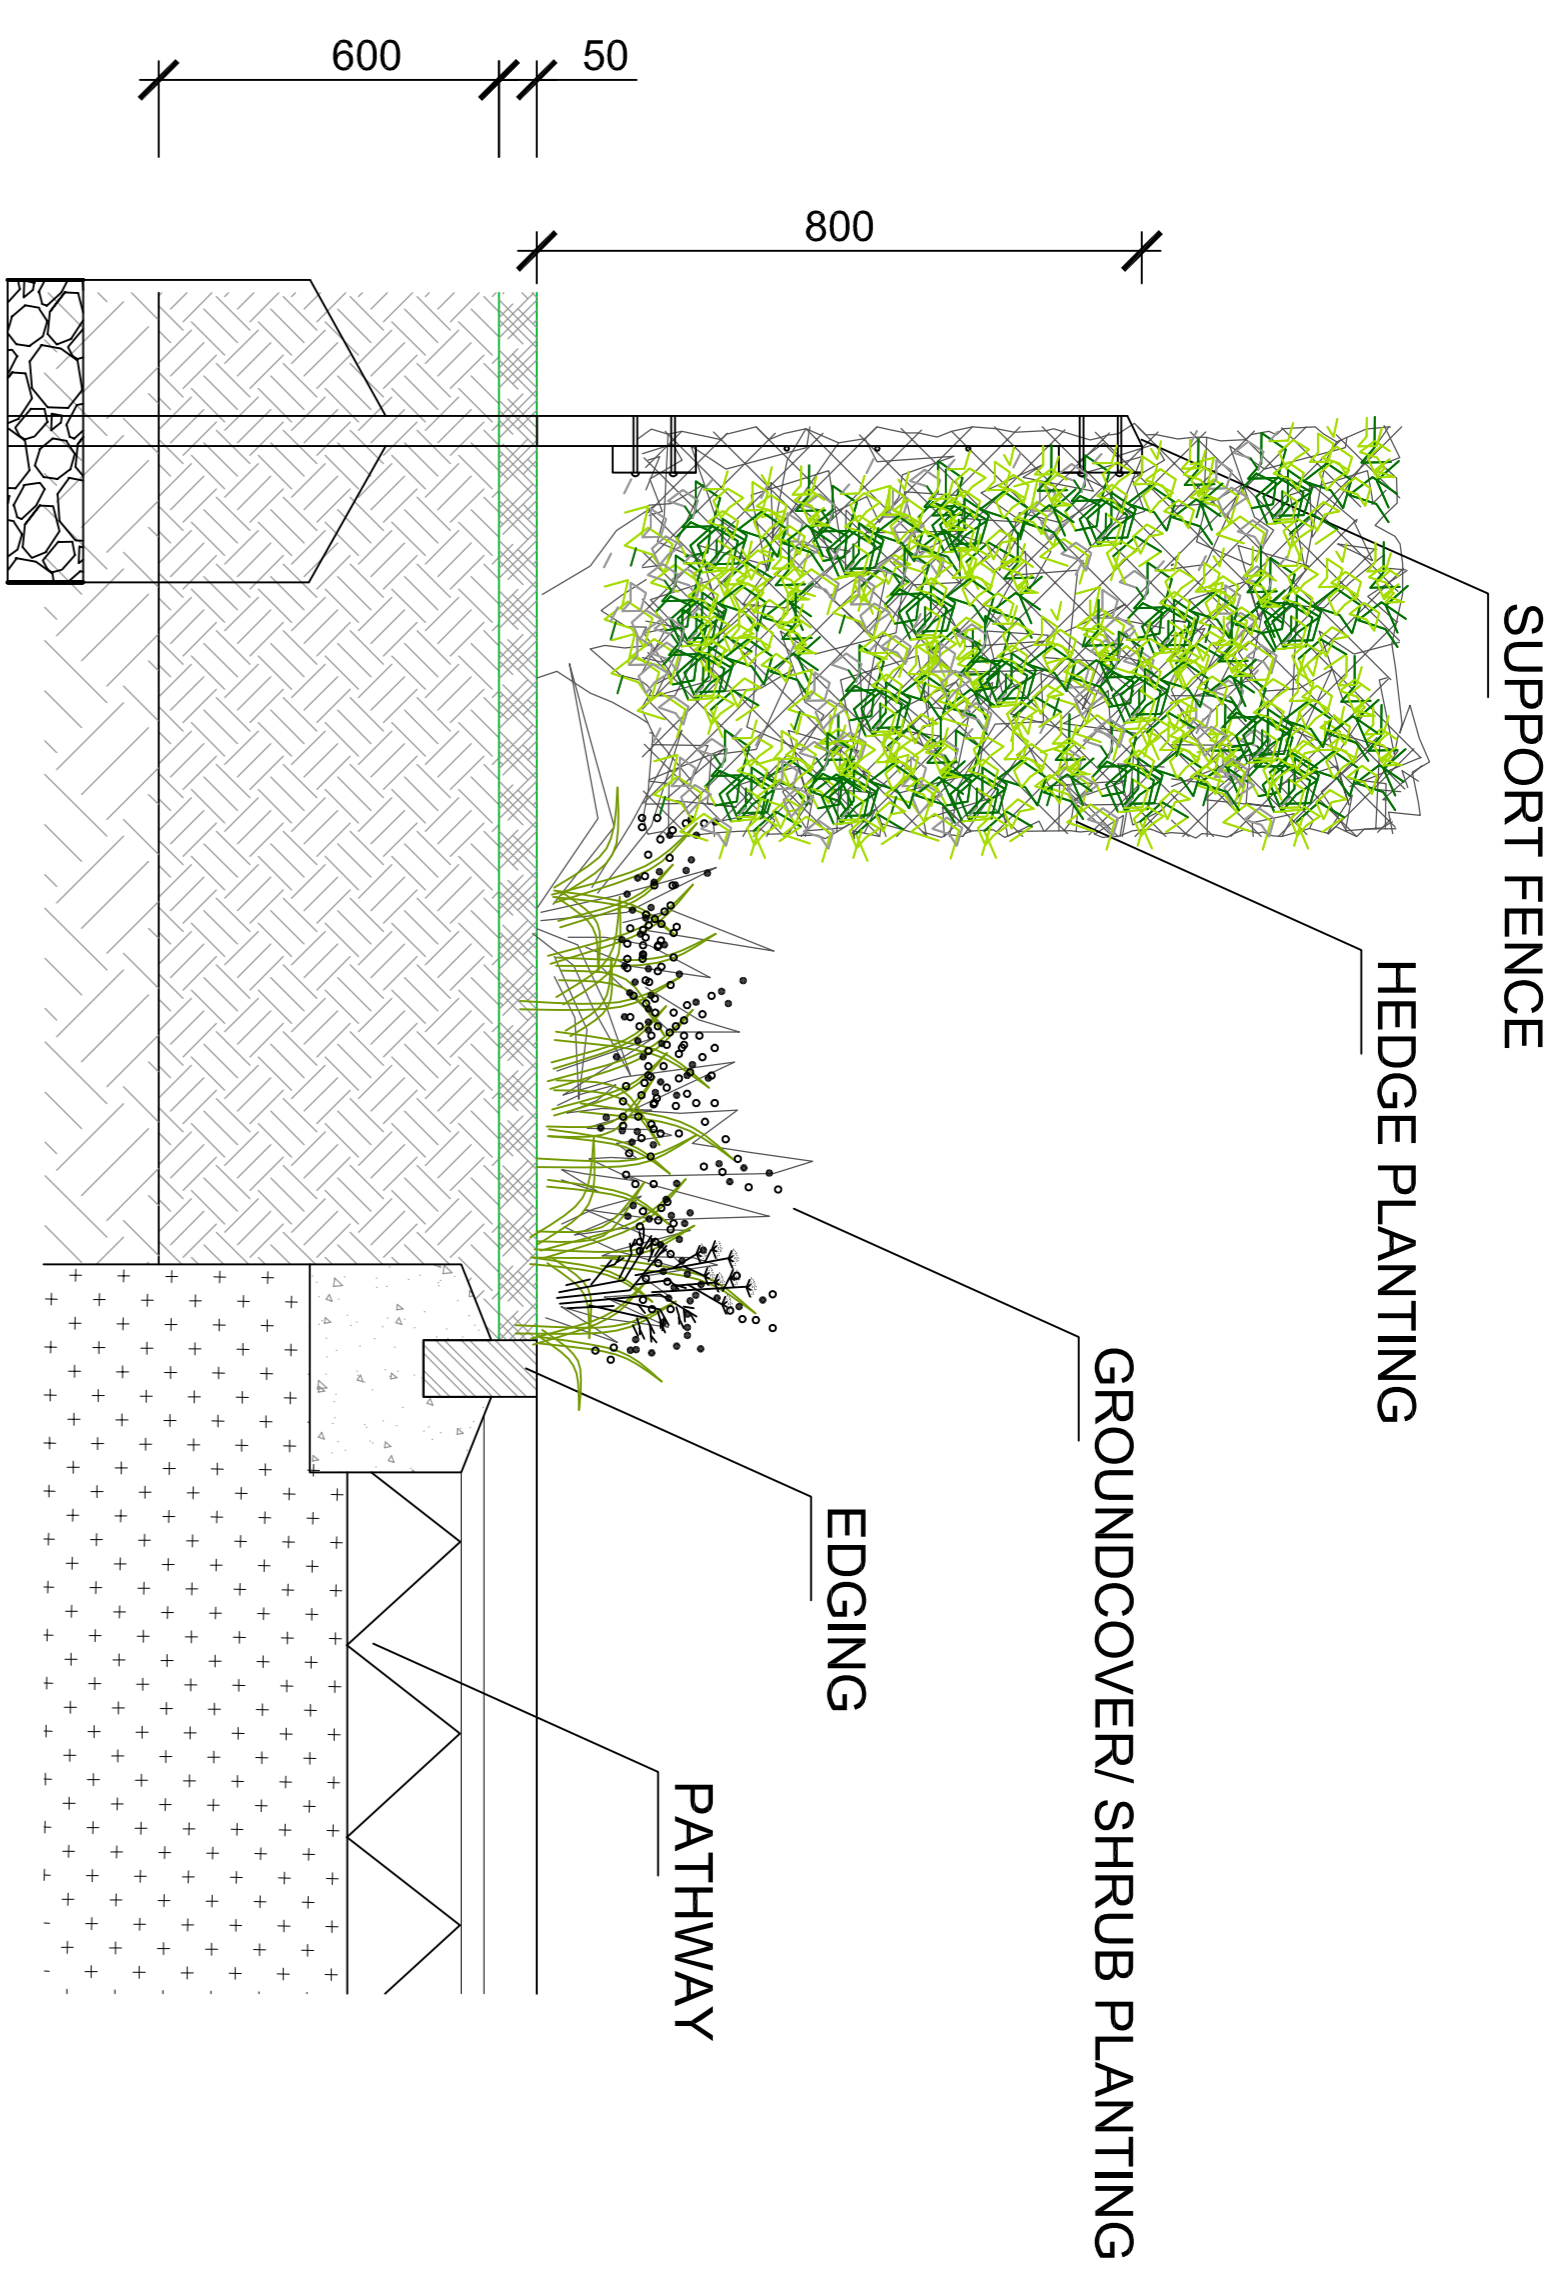 600
50
800
SUPPORT FENCE
HEDGE PLANTING
GROUNDCOVER/ SHRUB PLANTING
EDGING
PATHWAY